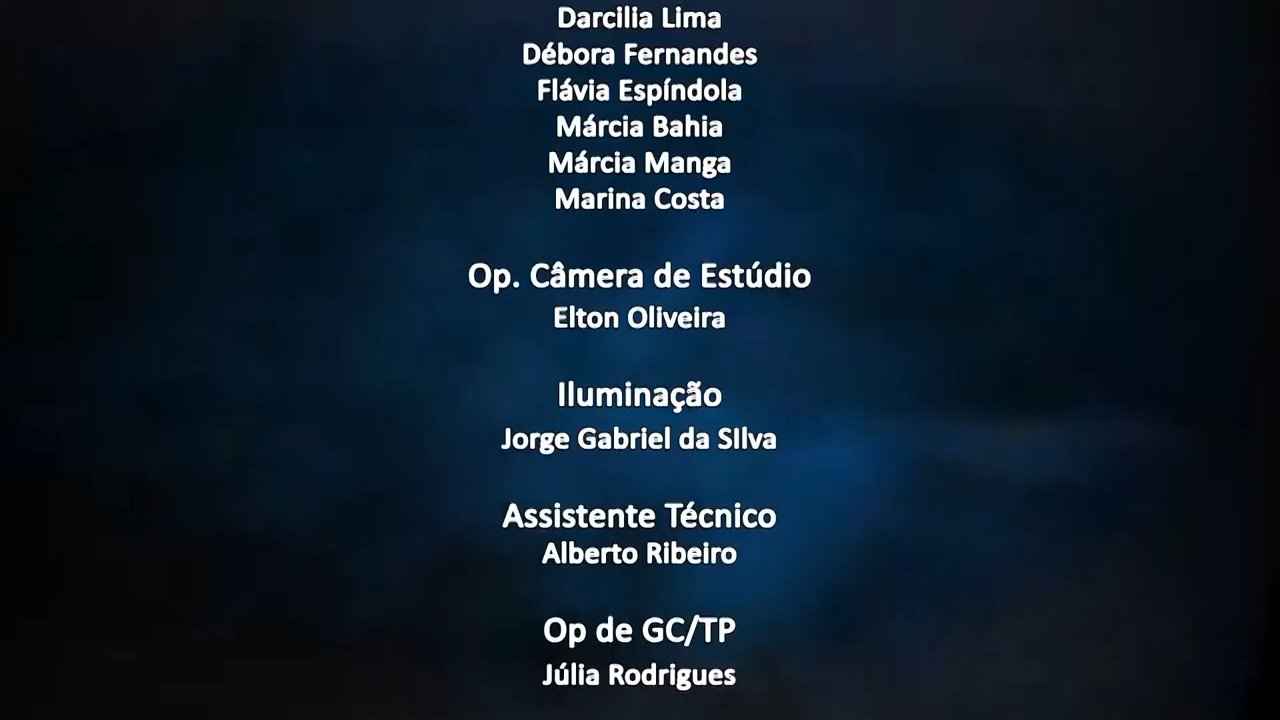 Darcilia Lima
Débora Fernandes
Flávia Espíndola
Márcia Bahia
Márcia Manga
Marina Costa
Op. Câmera de Estúdio
Elton Oliveira
Iluminação
Jorge Gabriel da SIlva
Assistente Técnico
Alberto Ribeiro
Op de GC/TP
Júlia Rodrigues